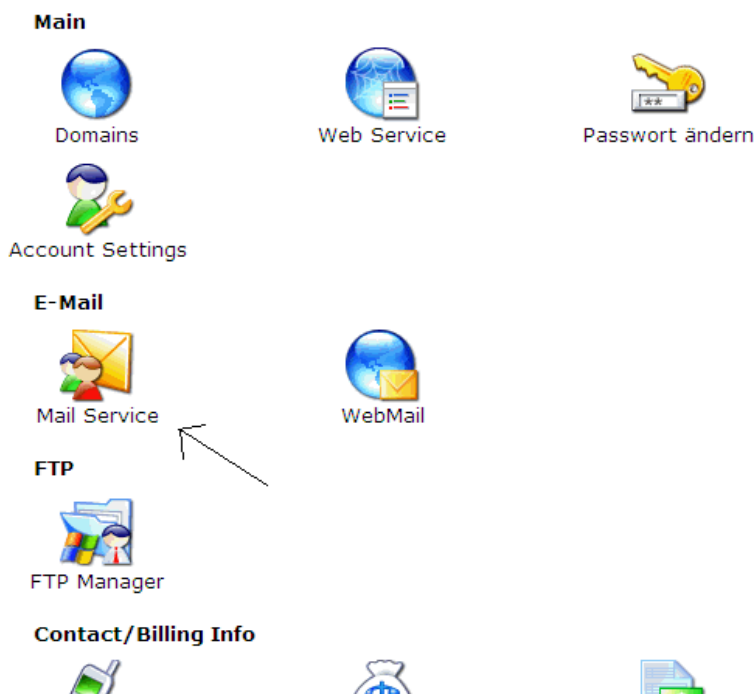 Main
Domains
Web Service
Passwort ändern
**
Account Settings
E-Mail
Mail Service
WebMail
FTP
FTP Manager
Contact/Billing Info